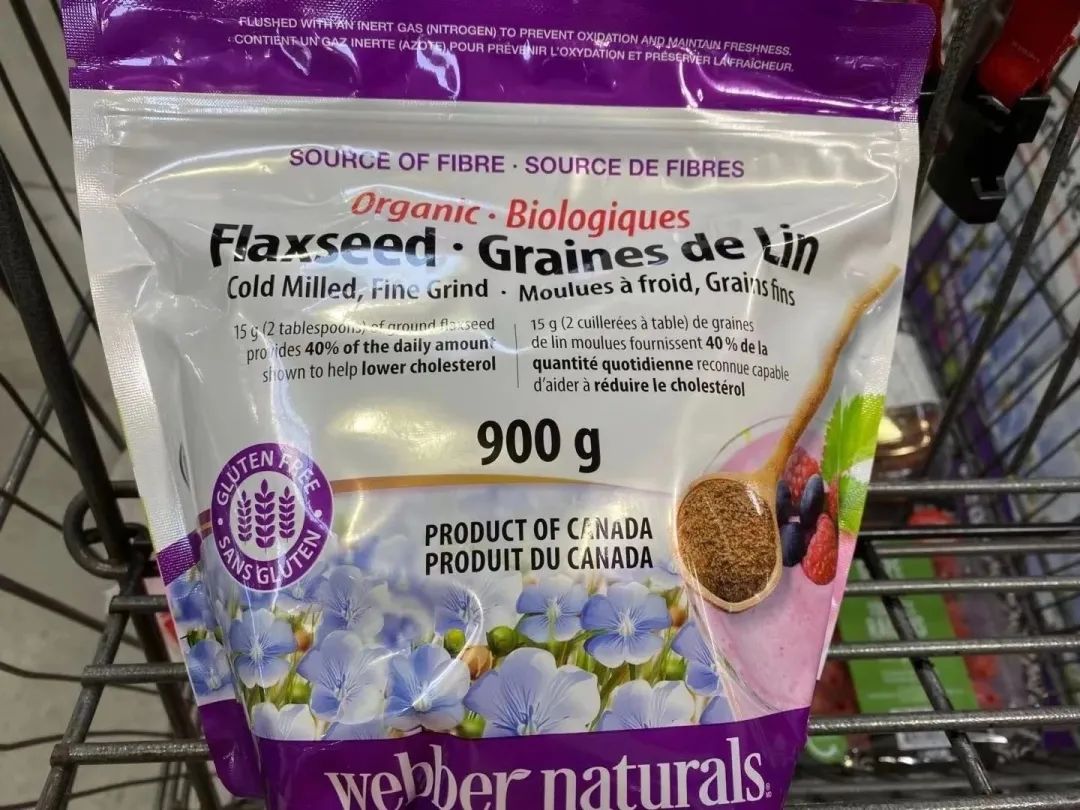 FLUSHED WITH AN INERT GAS (NITROGEN) TO PREVENT OXIDATION AND MAINTAIN FRESHNESS.
CONTIENT UN GAZ INERTE (AZOTE) POUR PRÉVENIR L'OXYDATION ET PRÉSERVER LA FRAÎCHEUR.
SOURCE OF FIBRE · SOURCE DE FIBRES
Organic · Biologiques
Flaxseed · Graines de Lin
Cold Milled, Fine Grind · Moulues à froid, Grains fins
15 g (2 tablespoons) of ground flaxseed
provides 40% of the daily amount
shown to help lower cholesterol
15 g (2 cuillerées à table) de graines
de lin moulues fournissent 40 % de la
quantité quotidienne reconnue capable
d'aider à réduire le cholestérol
900 g
GLUTEN FREE
SANS GLUTEN
PRODUCT OF CANADA
PRODUIT DU CANADA
webber naturals